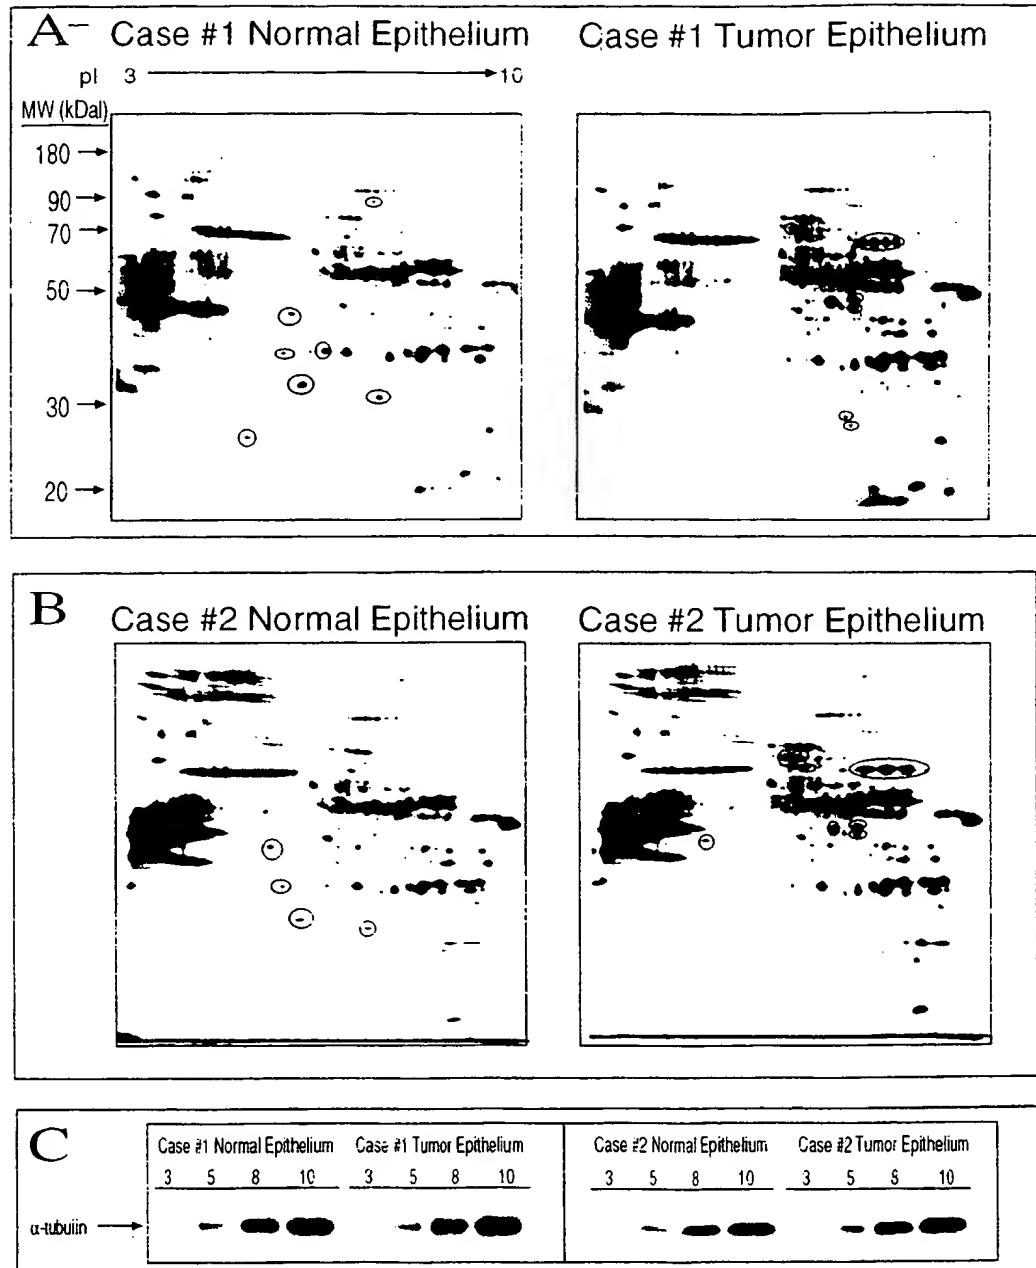 A Case #1 Normal Epithelium Case #1 Tumor Epithelium
pI 3 10
MW (kDal)
180
90
70
50
30
20
B Case #2 Normal Epithelium Case #2 Tumor Epithelium
C Case #1 Normal Epithelium Case #1 Tumor Epithelium Case #2 Normal Epithelium Case #2 Tumor Epithelium
3 5 8 10 3 5 8 10 3 5 8 10 3 5 8 10
α-tubulin